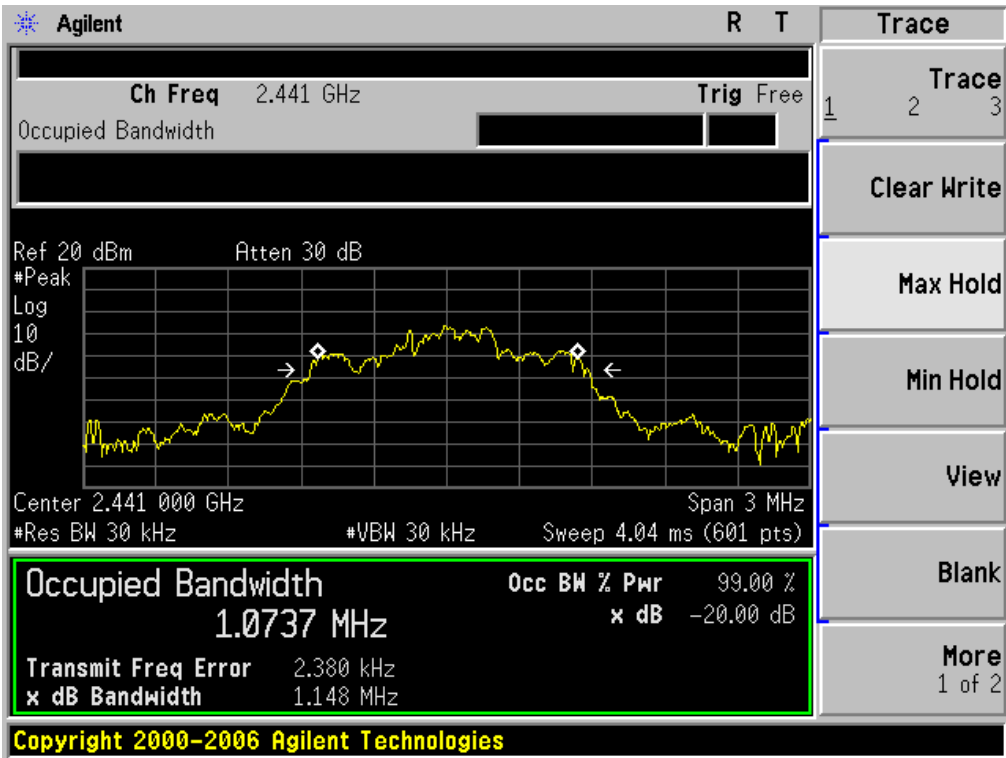 Agilent R T
Ch Freq 2.441 GHz Trig Free
Occupied Bandwidth
Ref 20 dBm Atten 30 dB
#Peak
Log
10
dB/
Center 2.441 000 GHz Span 3 MHz
#Res BW 30 kHz #VBW 30 kHz Sweep 4.04 ms (601 pts)
Occupied Bandwidth Occ BW % Pwr 99.00 %
1.0737 MHz x dB -20.00 dB
Transmit Freq Error 2.380 kHz
x dB Bandwidth 1.148 MHz
Copyright 2000-2006 Agilent Technologies
Trace
Trace
1 2 3
Clear Write
Max Hold
Min Hold
View
Blank
More
1 of 2